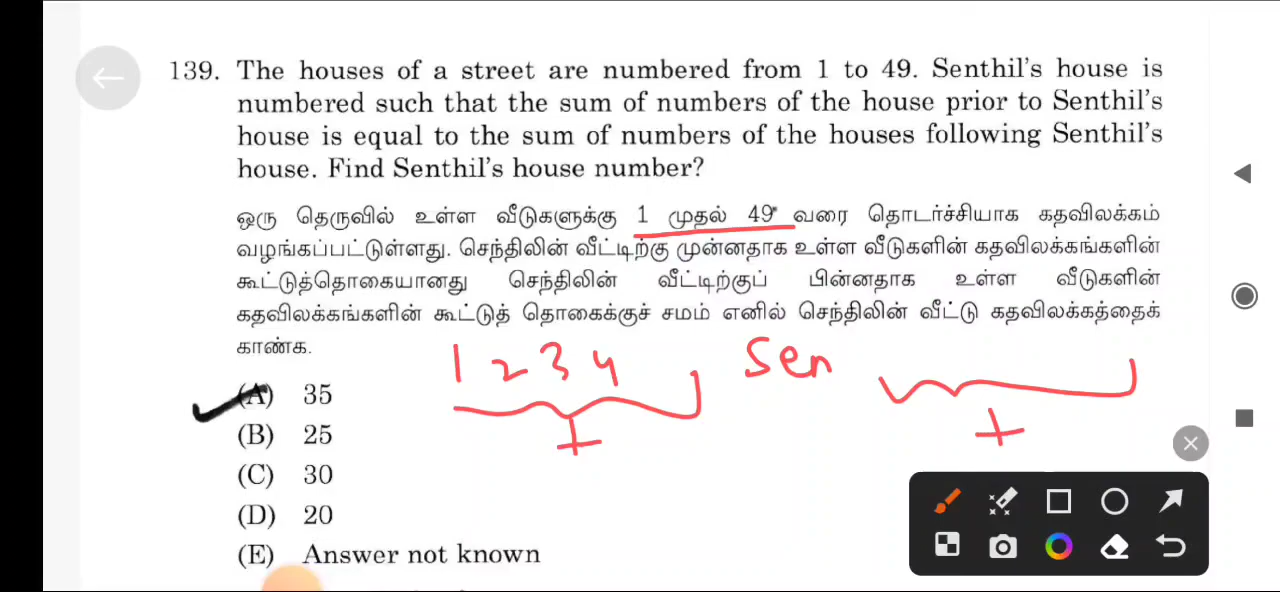 139. The houses of a street are numbered from 1 to 49. Senthil's house is
numbered such that the sum of numbers of the house prior to Senthil's
house is equal to the sum of numbers of the houses following Senthil's
house. Find Senthil's house number?
ஒரு தெருவில் உள்ள வீடுகளுக்கு 1 முதல் 49 வரை தொடர்ச்சியாக கதவிலக்கம்
வழங்கப்பட்டுள்ளது. செந்திலின் வீட்டிற்கு முன்னதாக உள்ள வீடுகளின் கதவிலக்கங்களின்
கூட்டுத்தொகையானது செந்திலின் வீட்டிற்குப் பின்னதாக உள்ள வீடுகளின்
கதவிலக்கங்களின் கூட்டுத் தொகைக்குச் சமம் எனில் செந்திலின் வீட்டு கதவிலக்கத்தைக்
காண்க.
1 2 3 4 Sen
(A) 35
+ +
(B) 25
(C) 30
(D) 20
(E) Answer not known